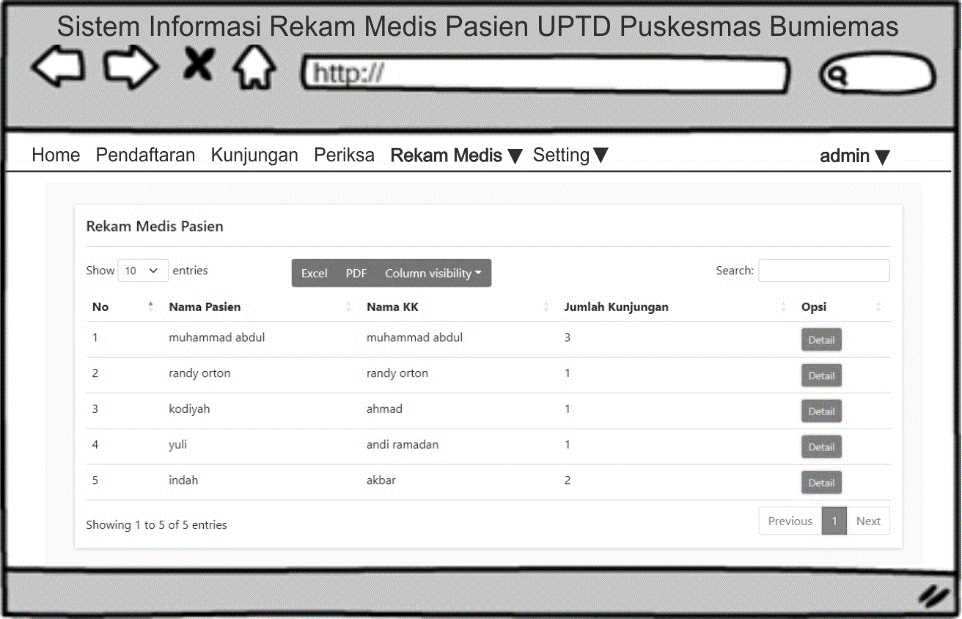 Sistem Informasi Rekam Medis Pasien UPTD Puskesmas Bumiemas
http://
Home Pendaftaran Kunjungan Periksa Rekam Medis ▼ Setting ▼ admin ▼
Rekam Medis Pasien
Show 10 entries Excel PDF Column visibility Search:
No Nama Pasien Nama KK Jumlah Kunjungan Opsi
1 muhammad abdul muhammad abdul 3 Detail
2 randy orton randy orton 1 Detail
3 kodiyah ahmad 1 Detail
4 yuli andi ramadan 1 Detail
5 indah akbar 2 Detail
Showing 1 to 5 of 5 entries Previous 1 Next